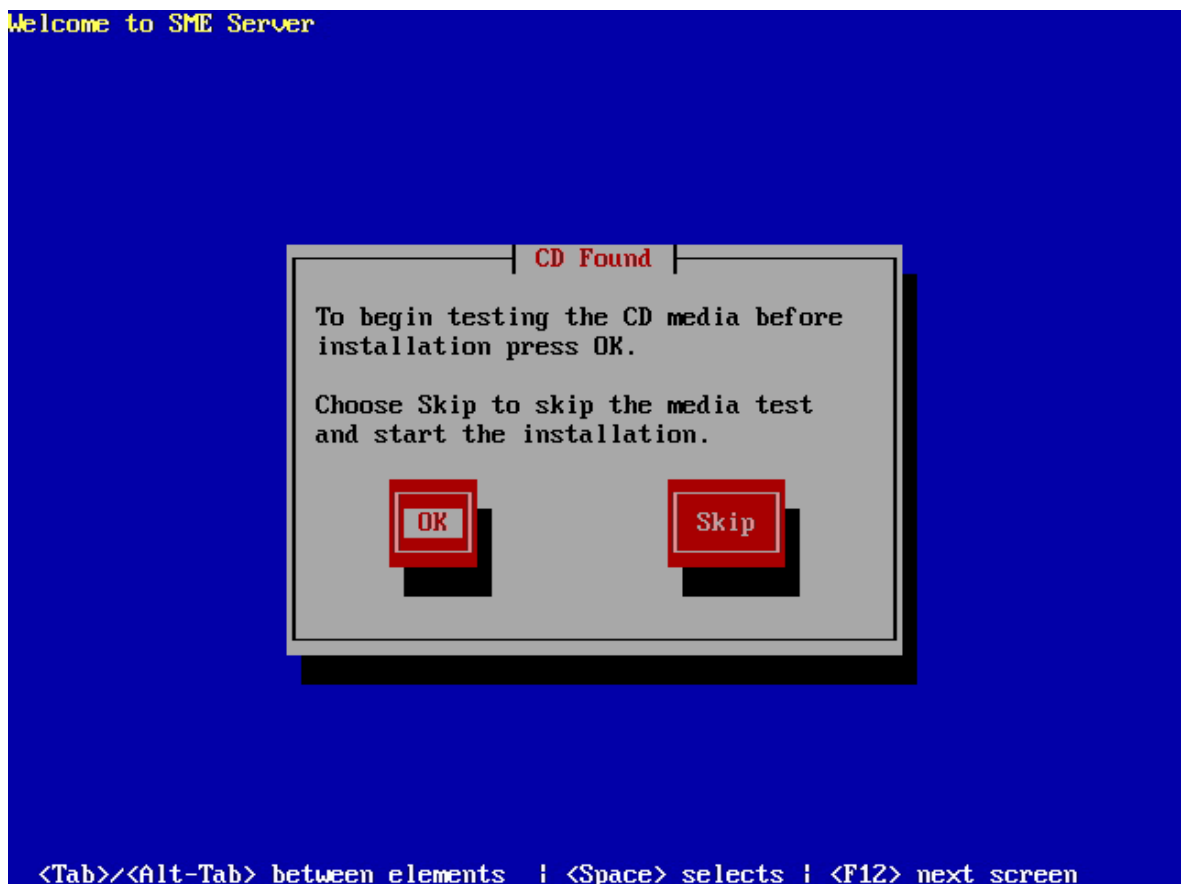 Welcome to SME Server
CD Found
To begin testing the CD media before
installation press OK.
Choose Skip to skip the media test
and start the installation.
OK
Skip
<Tab>/<Alt-Tab> between elements | <Space> selects | <F12> next screen